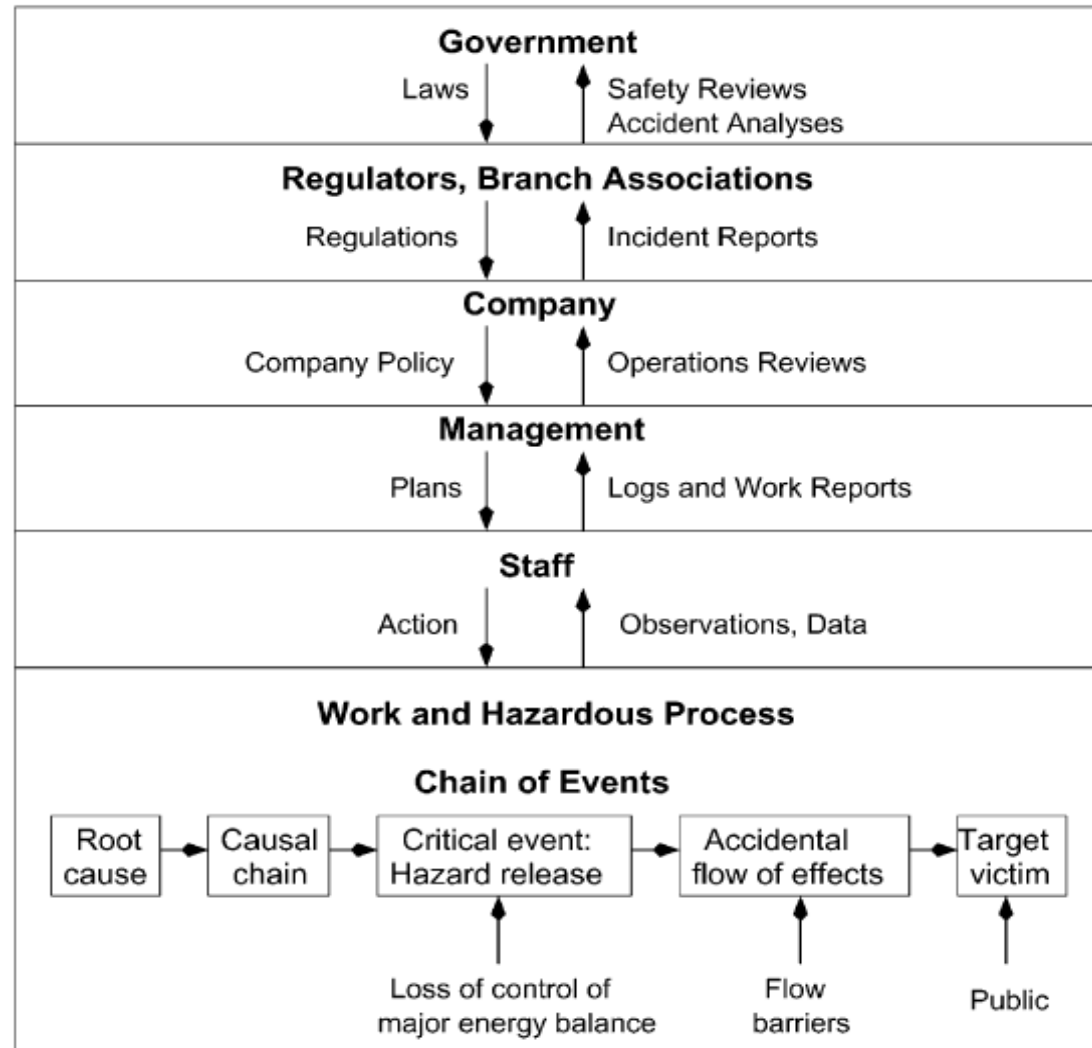 Government
Laws
Safety Reviews
Accident Analyses
Regulators, Branch Associations
Regulations
Incident Reports
Company
Company Policy
Operations Reviews
Management
Plans
Logs and Work Reports
Staff
Action
Observations, Data
Work and Hazardous Process
Chain of Events
Root
cause
Causal
chain
Critical event:
Hazard release
Accidental
flow of effects
Target
victim
Loss of control of
major energy balance
Flow
barriers
Public